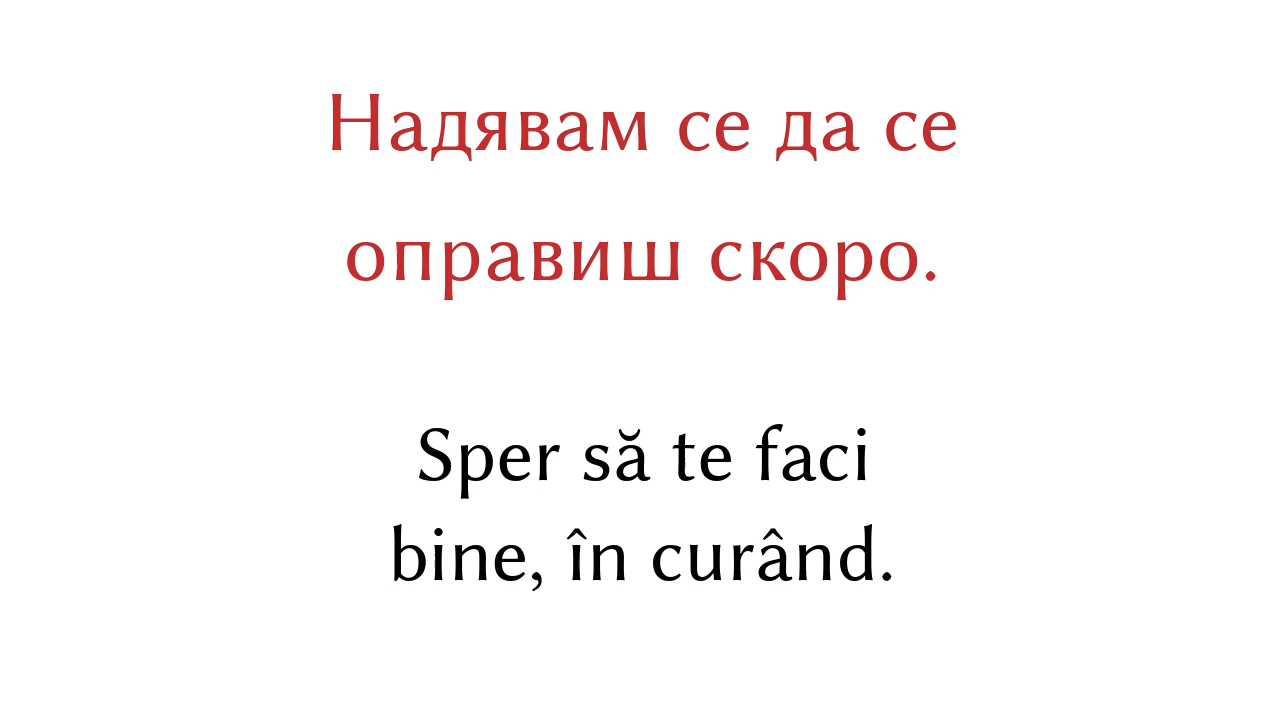 Надявам се да се
оправиш скоро.
Sper să te faci
bine, în curând.